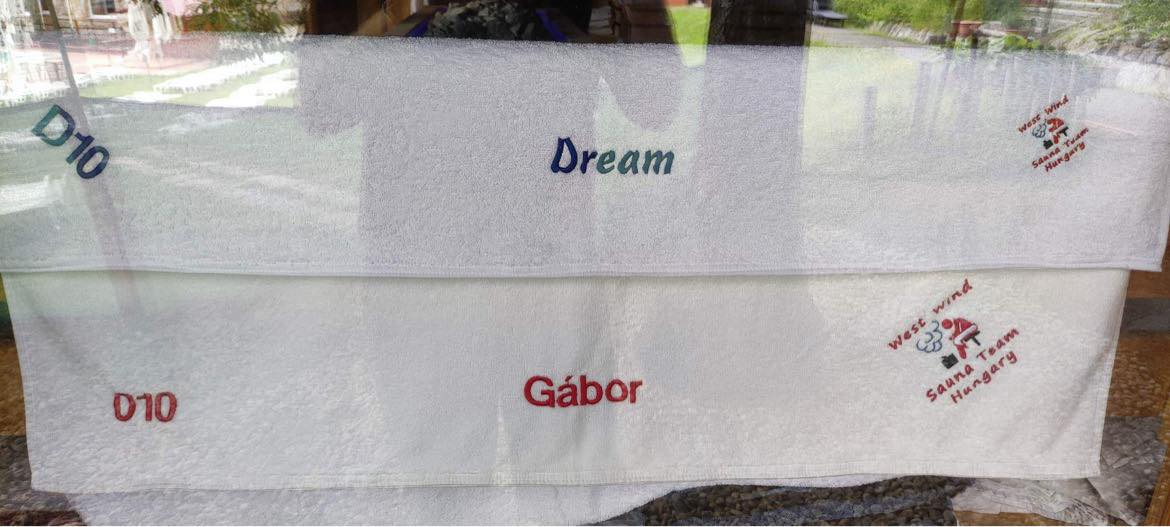 D10
Dream
West Wind
Sauna Team
Hungary
D10
Gábor
West wind
Sauna Team
Hungary